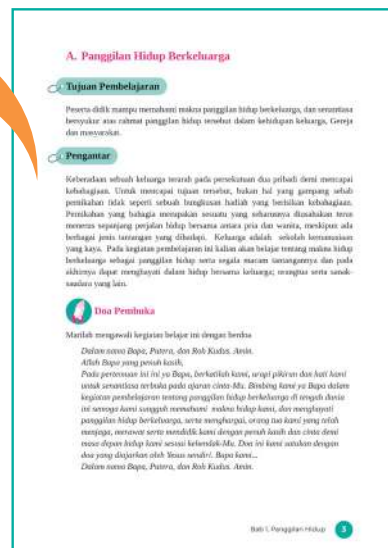 A. Panggilan Hidup Berkeluarga
Tujuan Pembelajaran
Peserta didik mampu memahami makna panggilan hidup berkeluarga, dan senantiasa
bersyukur atas rahmat panggilan hidup tersebut dalam kehidupan keluarga, Gereja
dan masyarakat.
Pengantar
Keberadaan sebuah keluarga terarah pada persekutuan dua pribadi demi mencapai
kebahagiaan. Untuk mencapai tujuan tersebut, bukan hal yang gampang sebab
pernikahan tidak seperti sebuah bungkusan hadiah yang berisikan kebahagiaan.
Pernikahan yang bahagia merupakan sesuatu yang seharusnya diusahakan terus
menerus sepanjang perjalan hidup bersama antara pria dan wanita, meskipun ada
berbagai jenis tantangan yang dihadapi. Keluarga adalah sekolah kemanusiaan
yang kaya. Pada kegiatan pembelajaran ini kalian akan belajar tentang makna hidup
berkeluarga sebagai panggilan hidup serta segala macam tantangannya dan pada
akhirnya dapat menghayati dalam hidup bersama keluarga; orangtua serta sanak-
saudara yang lain.
Doa Pembuka
Marilah mengawali kegiatan belajar ini dengan berdoa
Dalam nama Bapa, Putera, dan Roh Kudus. Amin.
Allah Bapa yang penuh kasih,
Pada pertemuan ini ini ya Bapa, berkatilah kami, urapi pikiran dan hati kami
untuk senantiasa terbuka pada ajaran cinta-Mu. Bimbing kami ya Bapa dalam
kegiatan pembelajaran tentang panggilan hidup berkeluarga di tengah dunia
ini semoga kami sungguh memahami makna hidup kami, dan menghayati
panggilan hidup berkeluarga, serta menghargai, orang tua kami yang telah
menjaga, merawat serta mendidik kami dengan penuh kasih dan cinta demi
masa depan hidup kami sesuai kehendak-Mu. Doa ini kami satukan dengan
doa yang diajarkan oleh Yesus sendiri. Bapa kami...
Dalam nama Bapa, Putera, dan Roh Kudus. Amin.
Bab 1. Panggilan Hidup 3